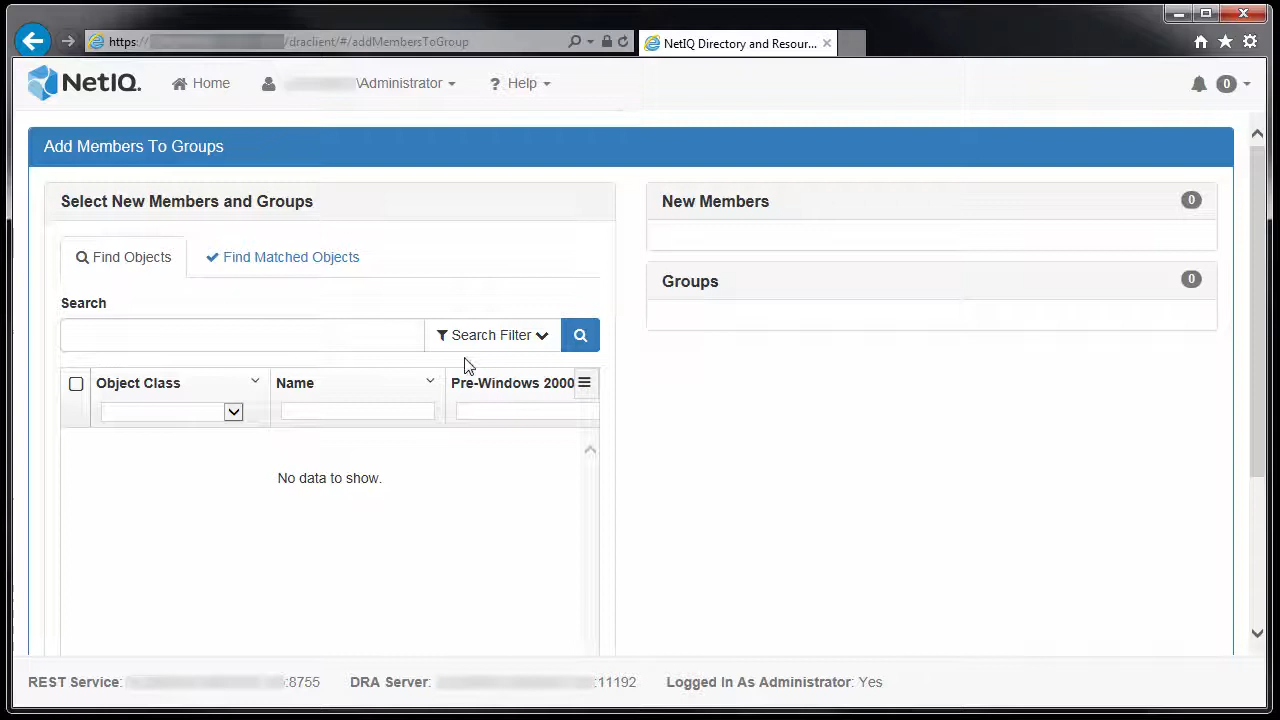 https:// /draclient/#/addMembersToGroup
NetIQ Directory and Resour...
NetIQ.
Home
\Administrator
? Help
0
Add Members To Groups
Select New Members and Groups
New Members
0
Find Objects
Find Matched Objects
Groups
0
Search
Search Filter
Object Class
Name
Pre-Windows 2000
No data to show.
REST Service: :8755
DRA Server: :11192
Logged In As Administrator: Yes